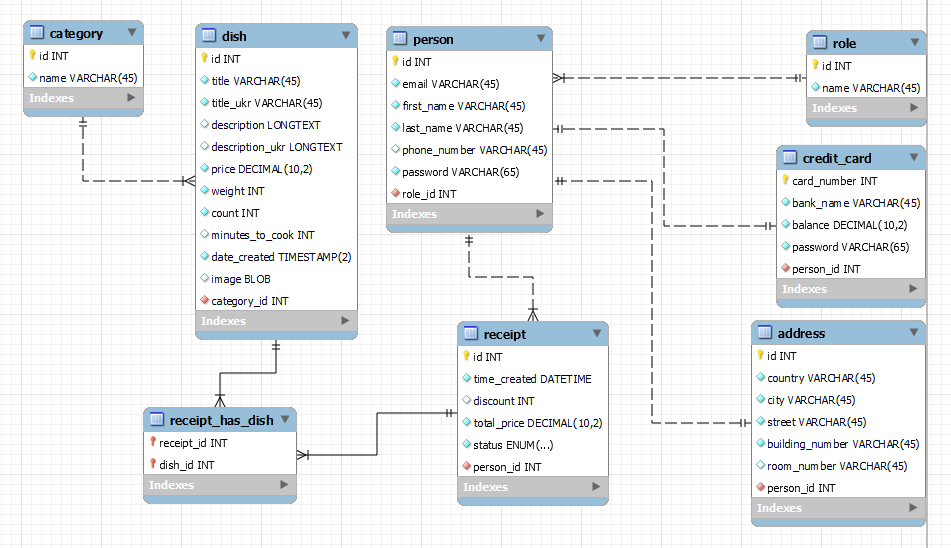 category
id INT
name VARCHAR(45)
Indexes
dish
id INT
title VARCHAR(45)
title_ukr VARCHAR(45)
description LONGTEXT
description_ukr LONGTEXT
price DECIMAL(10,2)
weight INT
count INT
minutes_to_cook INT
date_created TIMESTAMP(2)
image BLOB
category_id INT
Indexes
person
id INT
email VARCHAR(45)
first_name VARCHAR(45)
last_name VARCHAR(45)
phone_number VARCHAR(45)
password VARCHAR(65)
role_id INT
Indexes
role
id INT
name VARCHAR(45)
Indexes
credit_card
card_number INT
bank_name VARCHAR(45)
balance DECIMAL(10,2)
password VARCHAR(65)
person_id INT
Indexes
receipt_has_dish
receipt_id INT
dish_id INT
Indexes
receipt
id INT
time_created DATETIME
discount INT
total_price DECIMAL(10,2)
status ENUM(...)
person_id INT
Indexes
address
id INT
country VARCHAR(45)
city VARCHAR(45)
street VARCHAR(45)
building_number VARCHAR(45)
room_number VARCHAR(45)
person_id INT
Indexes